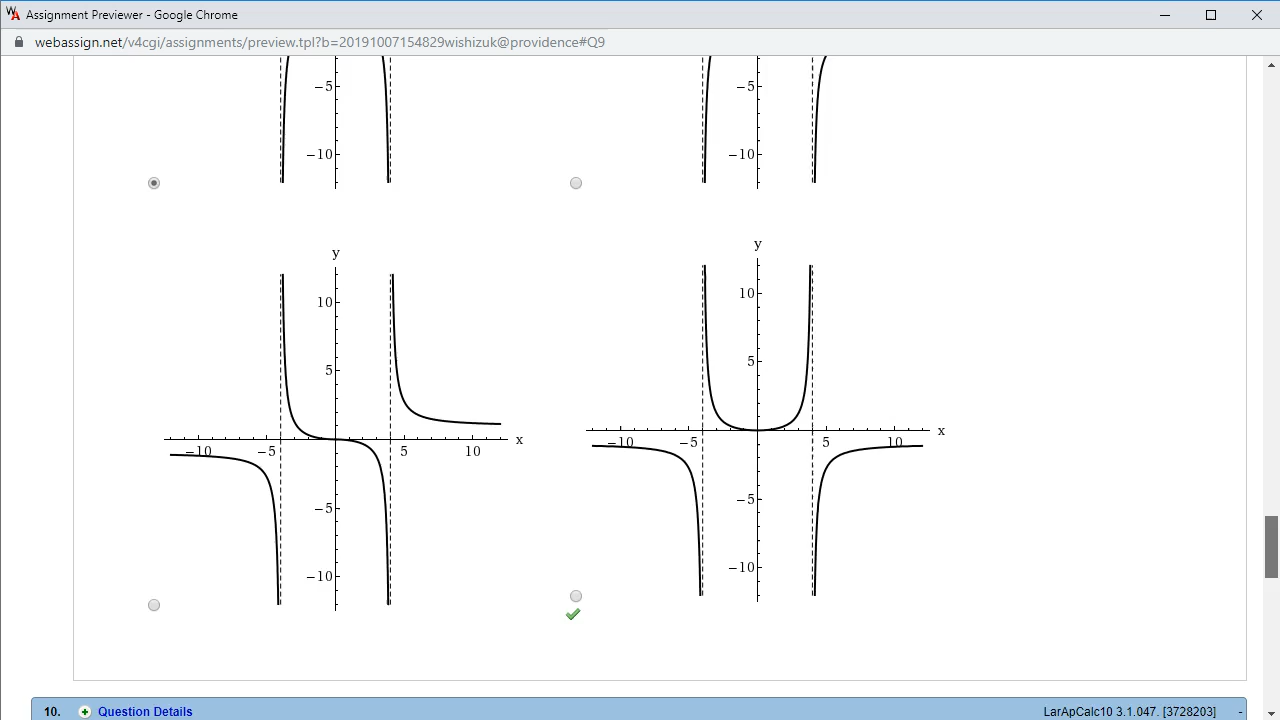 Assignment Previewer - Google Chrome
webassign.net/v4cgi/assignments/preview.tpl?b=20191007154829wishizuk@providence#Q9
−5 −5
−10 −10
y y
10 10
5 5
−10 −5 5 10 x −10 −5 5 10 x
−5 −5
−10 −10
10. Question Details LarApCalc10 3.1.047. [3728203] -